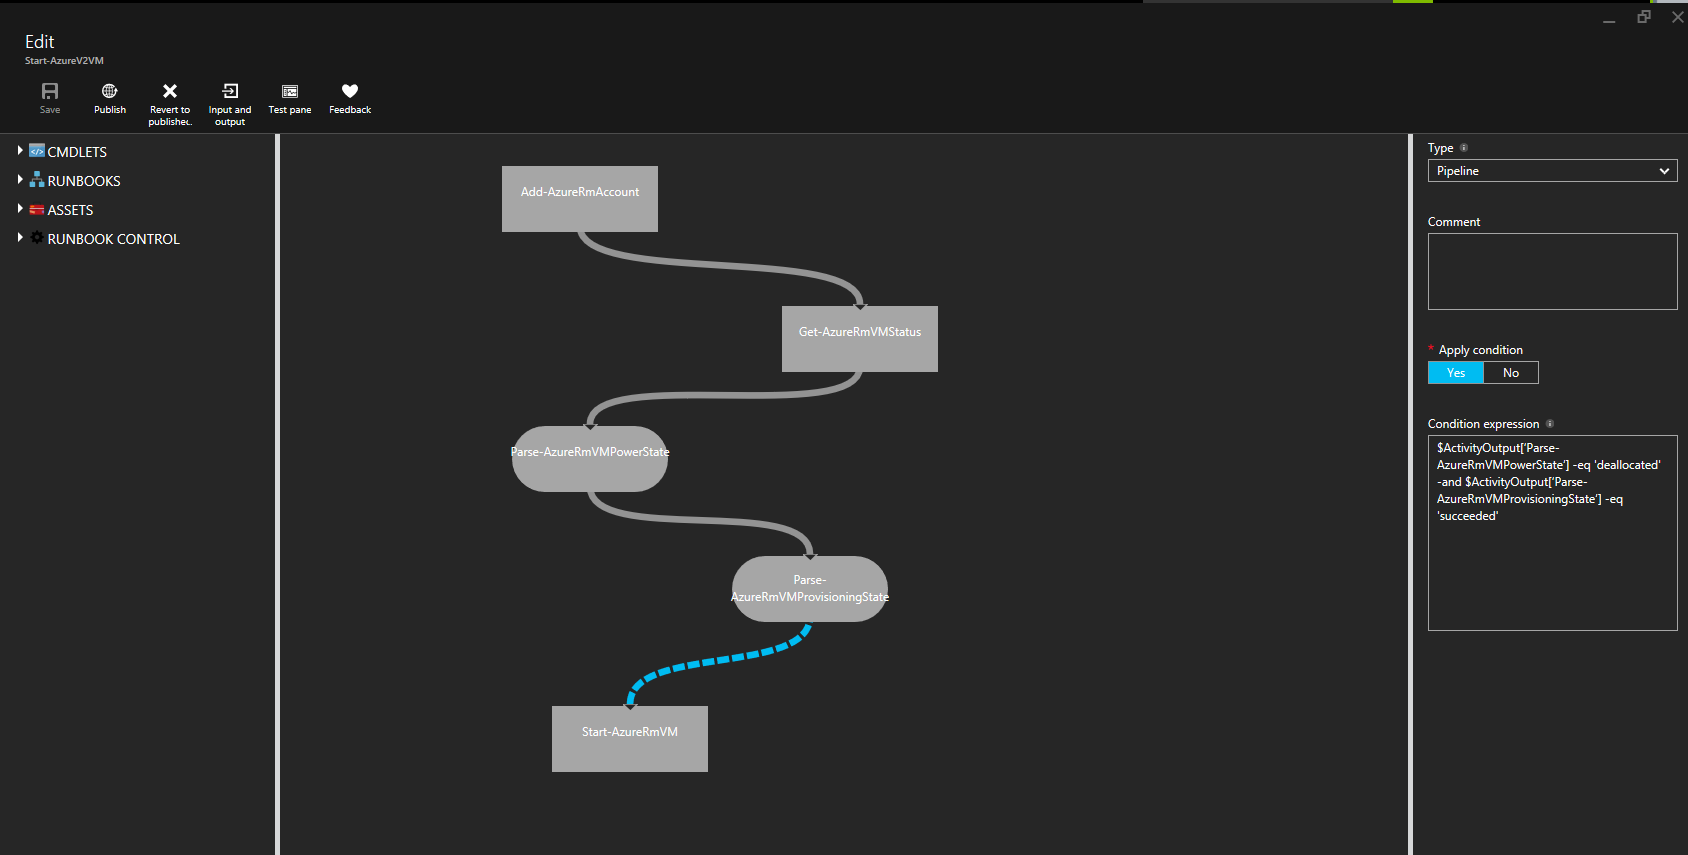 Edit
Start-AzureV2VM
Save
Publish
Revert to
publishe..
Input and
output
Test pane
Feedback
CMDLETS
RUNBOOKS
ASSETS
RUNBOOK CONTROL
Add-AzureRmAccount
Get-AzureRmVMStatus
Parse-AzureRmVMPowerState
Parse-
AzureRmVMProvisioningState
Start-AzureRmVM
Type
Pipeline
Comment
* Apply condition
Yes
No
Condition expression
$ActivityOutput['Parse-
AzureRmVMPowerState'] -eq 'deallocated'
-and $ActivityOutput['Parse-
AzureRmVMProvisioningState'] -eq
'succeeded'